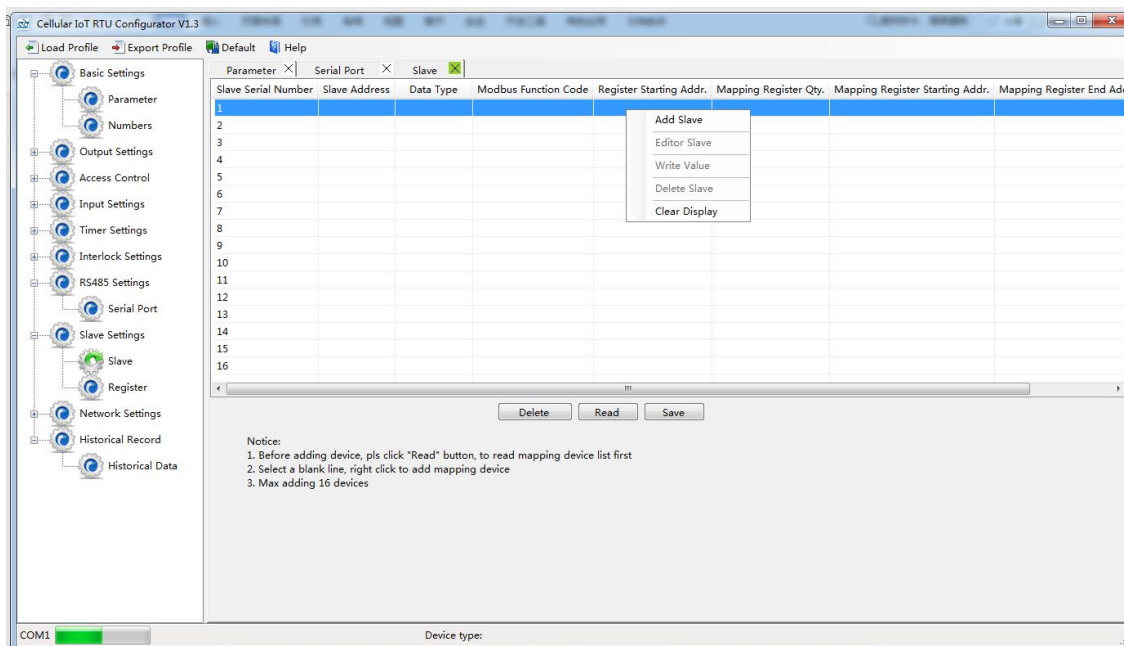 Cellular IoT RTU Configurator V1.3
Load Profile Export Profile Default Help
Basic Settings
Parameter
Numbers
Output Settings
Access Control
Input Settings
Timer Settings
Interlock Settings
RS485 Settings
Serial Port
Slave Settings
Slave
Register
Network Settings
Historical Record
Historical Data
Parameter Serial Port Slave
Slave Serial Number Slave Address Data Type Modbus Function Code Register Starting Addr. Mapping Register Qty. Mapping Register Starting Addr. Mapping Register End Ad
1
2
3
4
5
6
7
8
9
10
11
12
13
14
15
16
Add Slave
Editor Slave
Write Value
Delete Slave
Clear Display
Delete Read Save
Notice:
1. Before adding device, pls click "Read" button, to read mapping device list first
2. Select a blank line, right click to add mapping device
3. Max adding 16 devices
COM1 Device type: